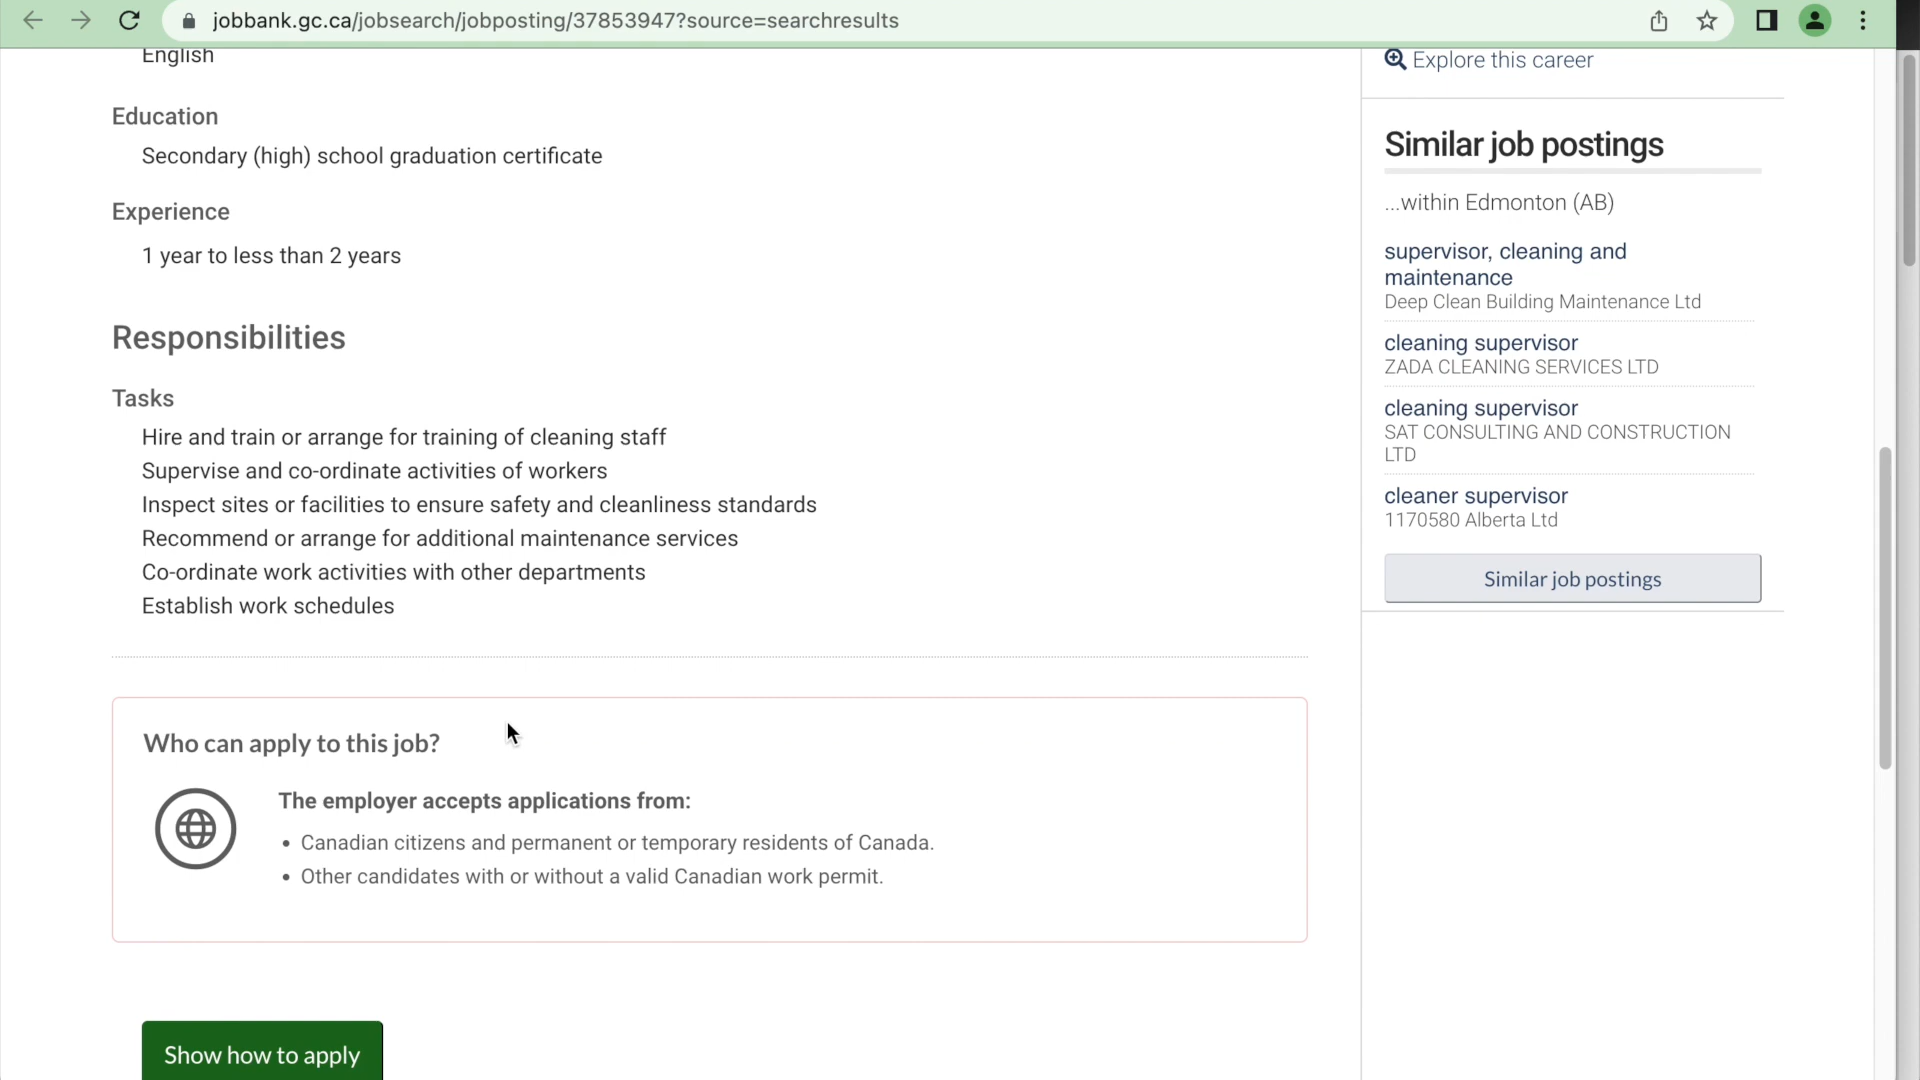 jobbank.gc.ca/jobsearch/jobposting/37853947?source=searchresults
English
Education
Secondary (high) school graduation certificate
Experience
1 year to less than 2 years
Responsibilities
Tasks
Hire and train or arrange for training of cleaning staff
Supervise and co-ordinate activities of workers
Inspect sites or facilities to ensure safety and cleanliness standards
Recommend or arrange for additional maintenance services
Co-ordinate work activities with other departments
Establish work schedules
Who can apply to this job?
The employer accepts applications from:
• Canadian citizens and permanent or temporary residents of Canada.
• Other candidates with or without a valid Canadian work permit.
Show how to apply
Explore this career
Similar job postings
...within Edmonton (AB)
supervisor, cleaning and
maintenance
Deep Clean Building Maintenance Ltd
cleaning supervisor
ZADA CLEANING SERVICES LTD
cleaning supervisor
SAT CONSULTING AND CONSTRUCTION
LTD
cleaner supervisor
1170580 Alberta Ltd
Similar job postings